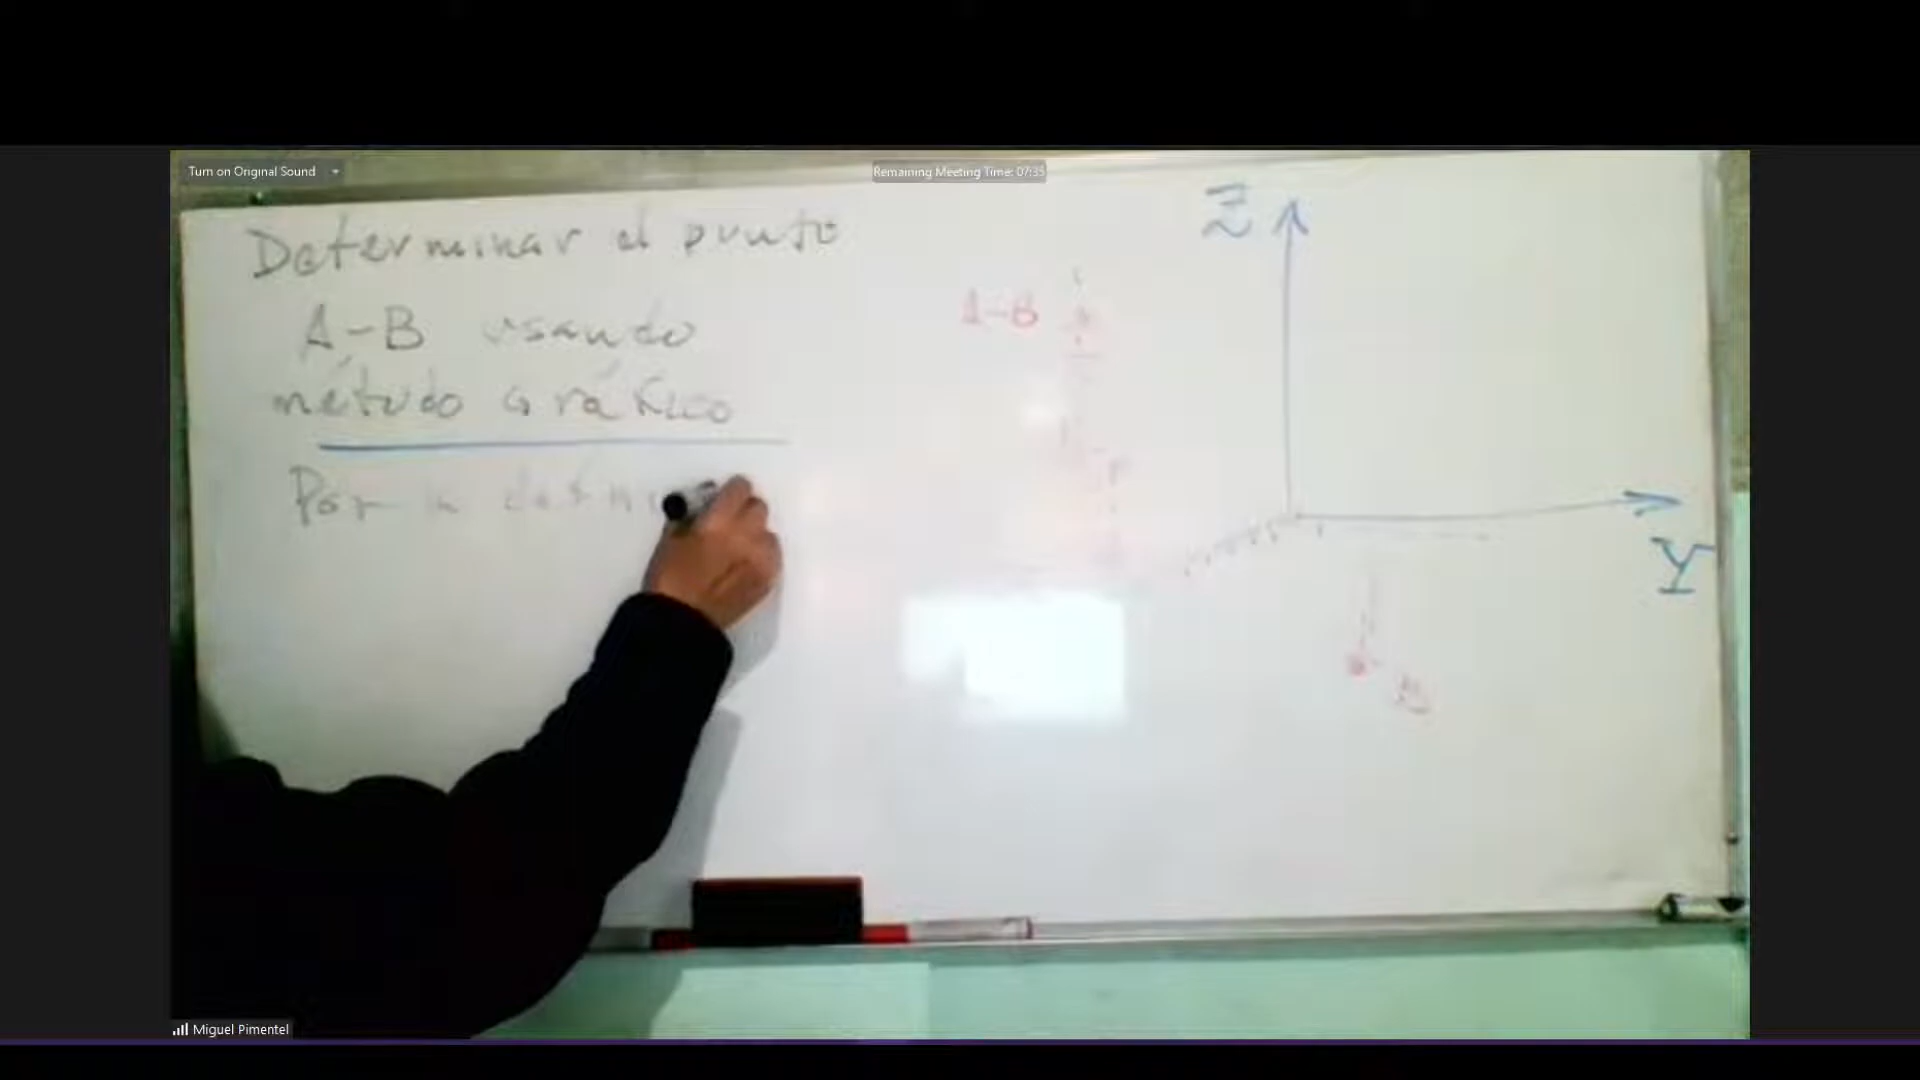 Turn on Original Sound
Remaining Meeting Time: 07:35
Determinar el punto
A-B usando
método gráfico
Por
Z
A-B
Y
Miguel Pimentel